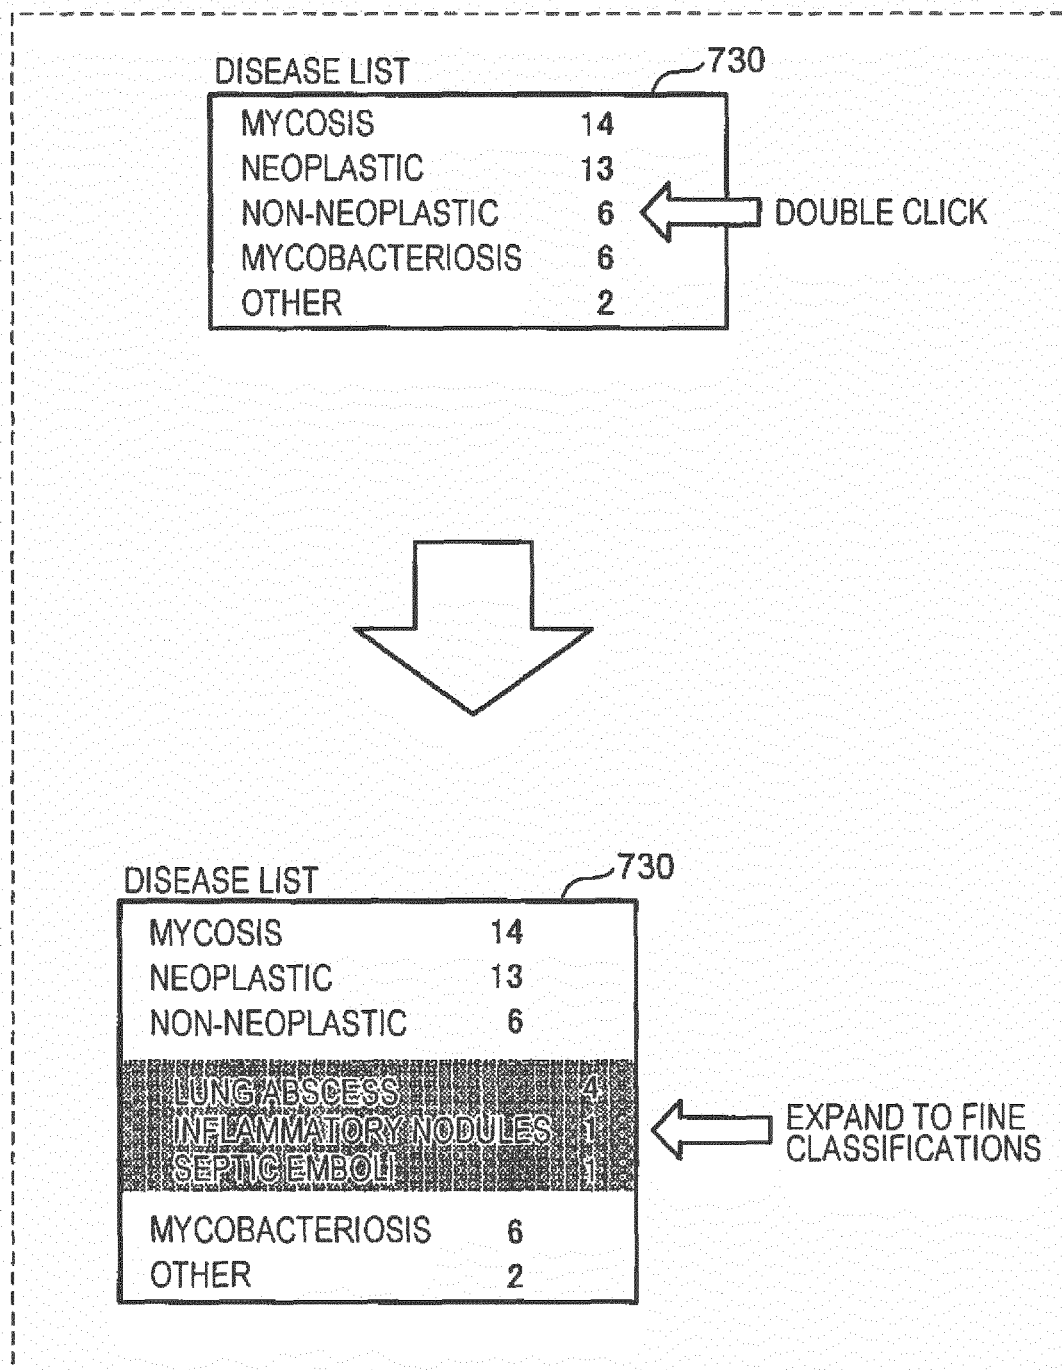 DISEASE LIST 730
MYCOSIS 14
NEOPLASTIC 13
NON-NEOPLASTIC 6 DOUBLE CLICK
MYCOBACTERIOSIS 6
OTHER 2
DISEASE LIST 730
MYCOSIS 14
NEOPLASTIC 13
NON-NEOPLASTIC 6
LUNG ABSCESS 4
INFLAMMATORY NODULES 1
SEPTIC EMBOLI 1
EXPAND TO FINE
CLASSIFICATIONS
MYCOBACTERIOSIS 6
OTHER 2